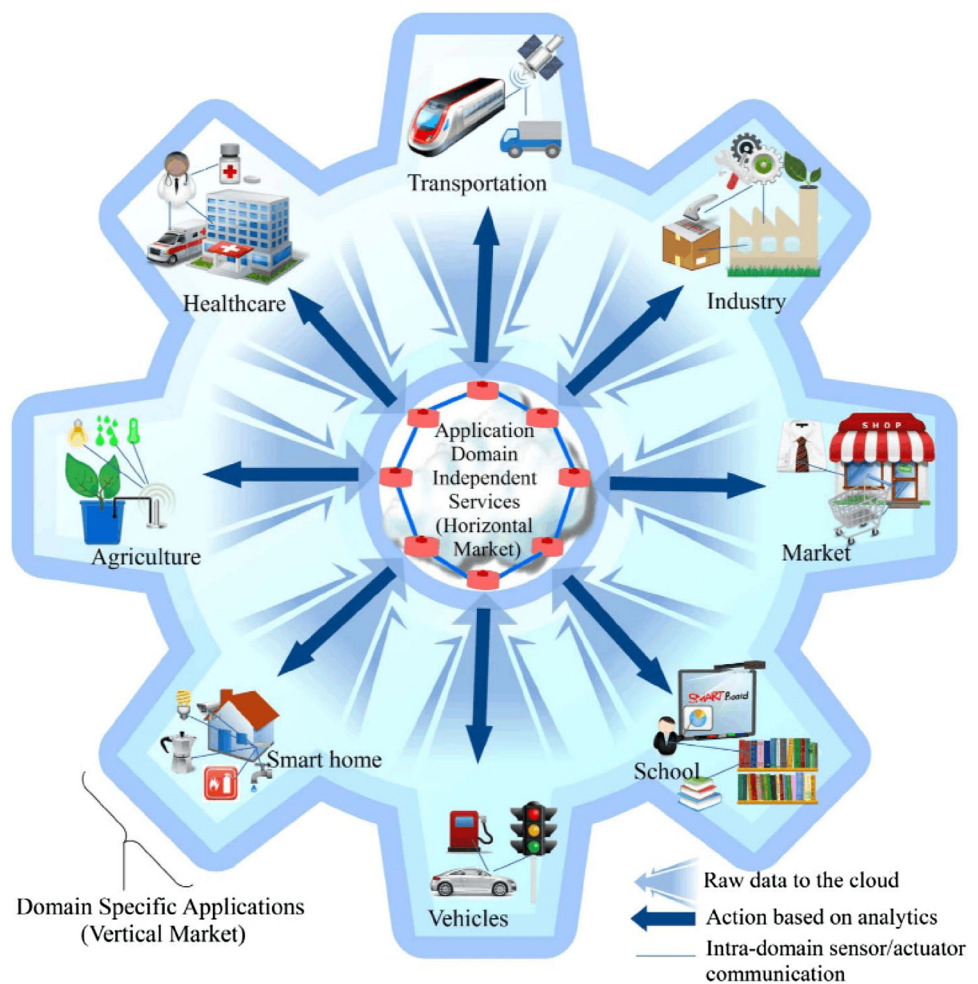 Transportation
Healthcare
Industry
Application
Domain
Independent
Services
(Horizontal
Market)
SHOP
Agriculture
Market
SMART Board
Smart home
School
Vehicles
Domain Specific Applications
(Vertical Market)
Raw data to the cloud
Action based on analytics
Intra-domain sensor/actuator
communication